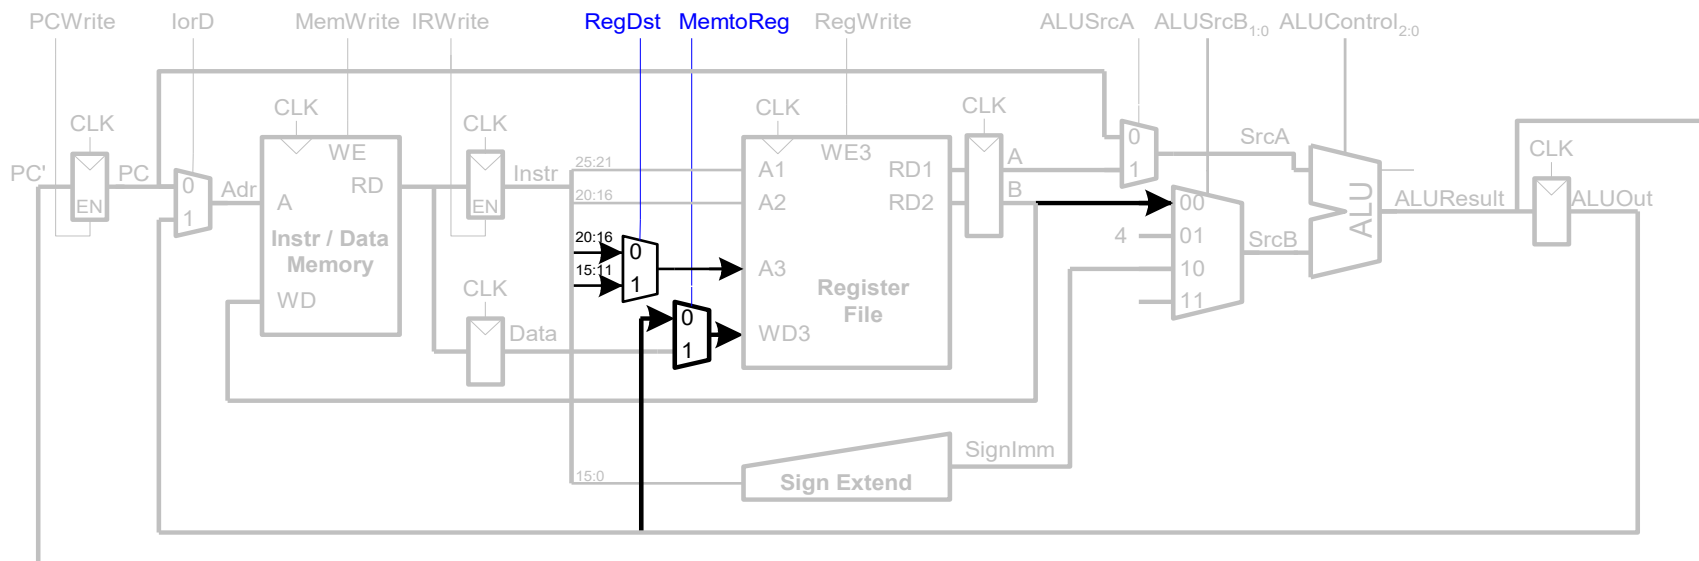 PCWrite IorD MemWrite IRWrite RegDst MemtoReg RegWrite ALUSrcA ALUSrcB1:0 ALUControl2:0
CLK CLK CLK CLK CLK CLK
0 SrcA
PC' PC 0 Adr WE Instr 25:21 A1 WE3 RD1 A 1 ALUResult ALUOut
EN 1 A RD EN 20:16 A2 RD2 B 00 ALU
Instr / Data
Memory
20:16 0 4 01 SrcB
15:11 1 A3 10
CLK Register
File
WD Data 0 WD3 11
1
SignImm
15:0 Sign Extend